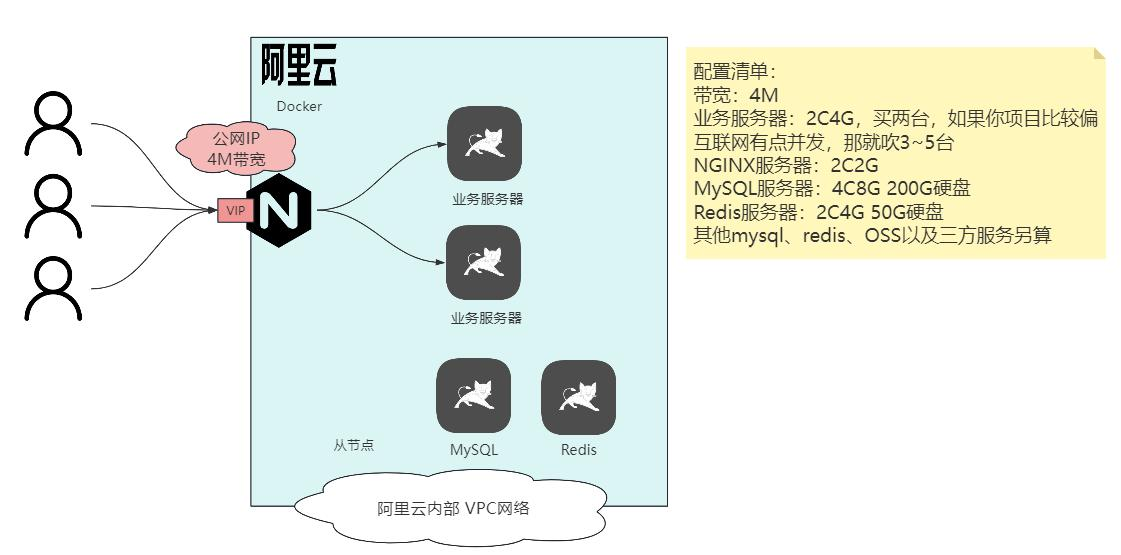 阿里云
Docker
公网IP
4M带宽
VIP
N
业务服务器
业务服务器
从节点
MySQL
Redis
阿里云内部 VPC网络
配置清单：
带宽：4M
业务服务器：2C4G，买两台，如果你项目比较偏
互联网有点并发，那就吹3~5台
NGINX服务器：2C2G
MySQL服务器：4C8G 200G硬盘
Redis服务器：2C4G 50G硬盘
其他mysql、redis、OSS以及三方服务另算